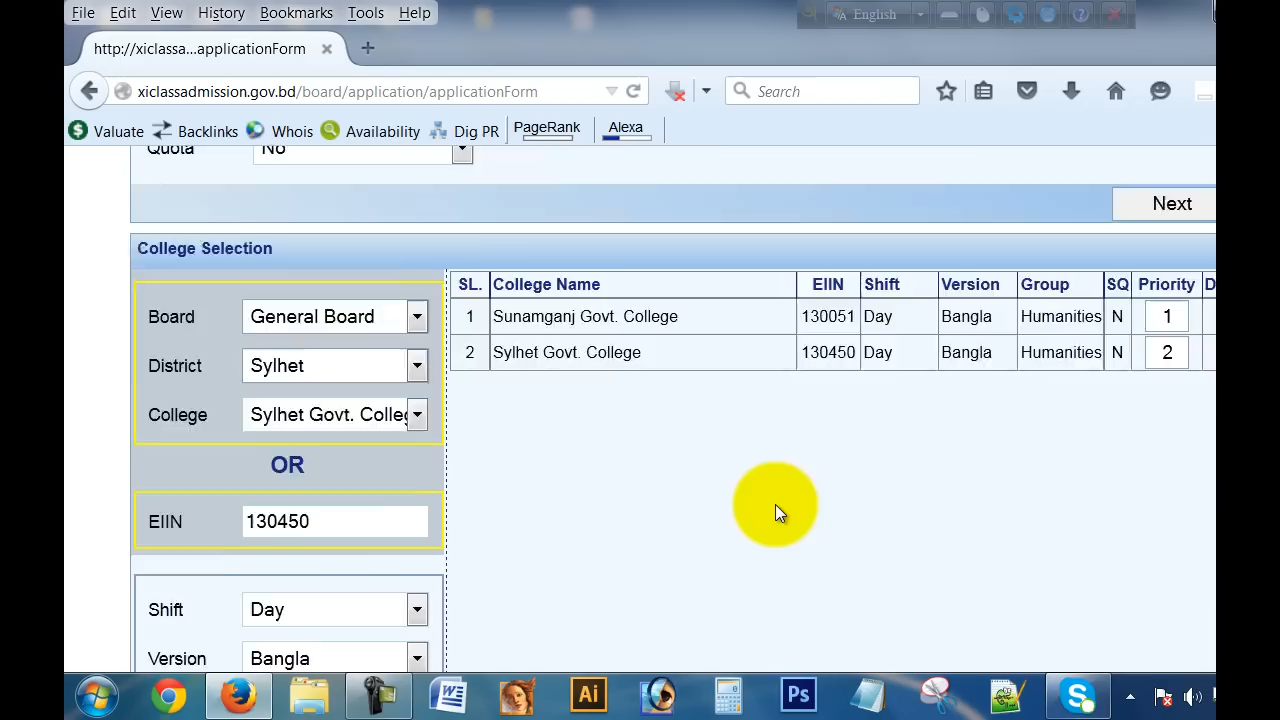 File Edit View History Bookmarks Tools Help
English
http://xiclassa...applicationForm
xiclassadmission.gov.bd/board/application/applicationForm
Search
Valuate Backlinks Whois Availability Dig PR PageRank Alexa
Quota No
Next
College Selection
SL. College Name EIIN Shift Version Group SQ Priority D
1 Sunamganj Govt. College 130051 Day Bangla Humanities N 1
2 Sylhet Govt. College 130450 Day Bangla Humanities N 2
Board General Board
District Sylhet
College Sylhet Govt. Colleg
OR
EIIN 130450
Shift Day
Version Bangla
Ai Ps